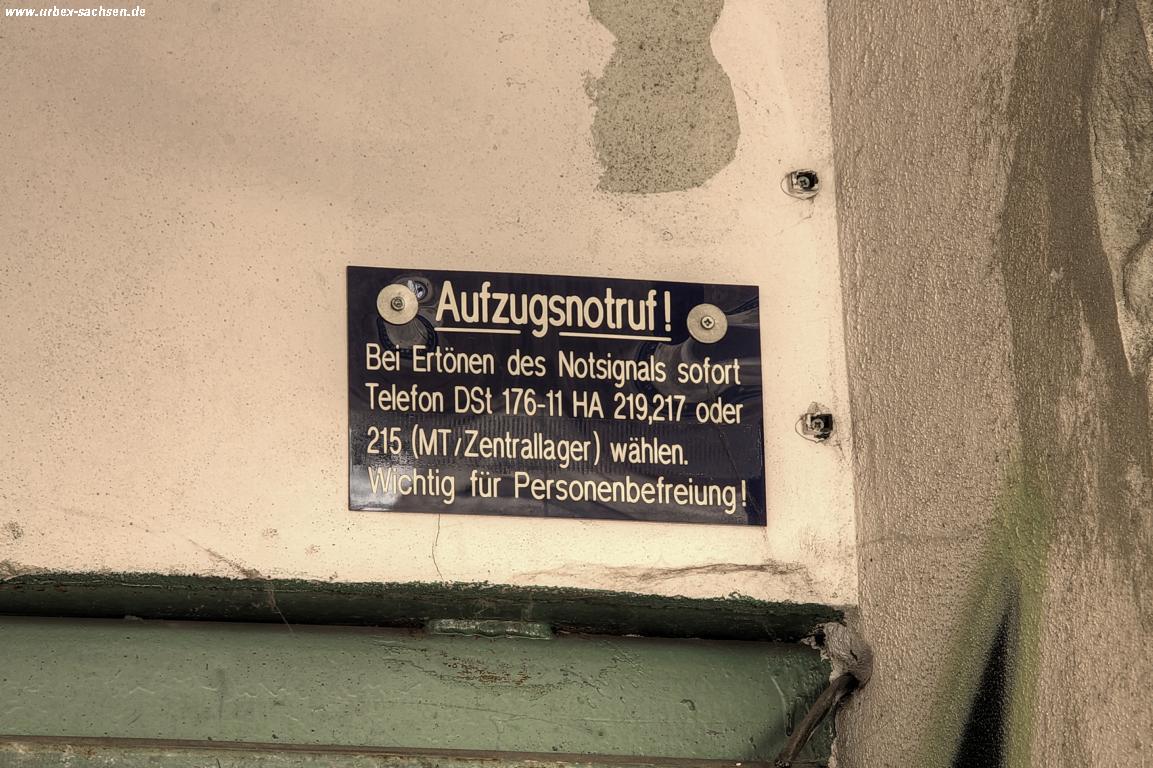 www.urbex-sachsen.de
Aufzugsnotruf!
Bei Ertönen des Notsignals sofort
Telefon DSt 176-11 HA 219,217 oder
215 (MT/Zentrallager) wählen.
Wichtig für Personenbefreiung!